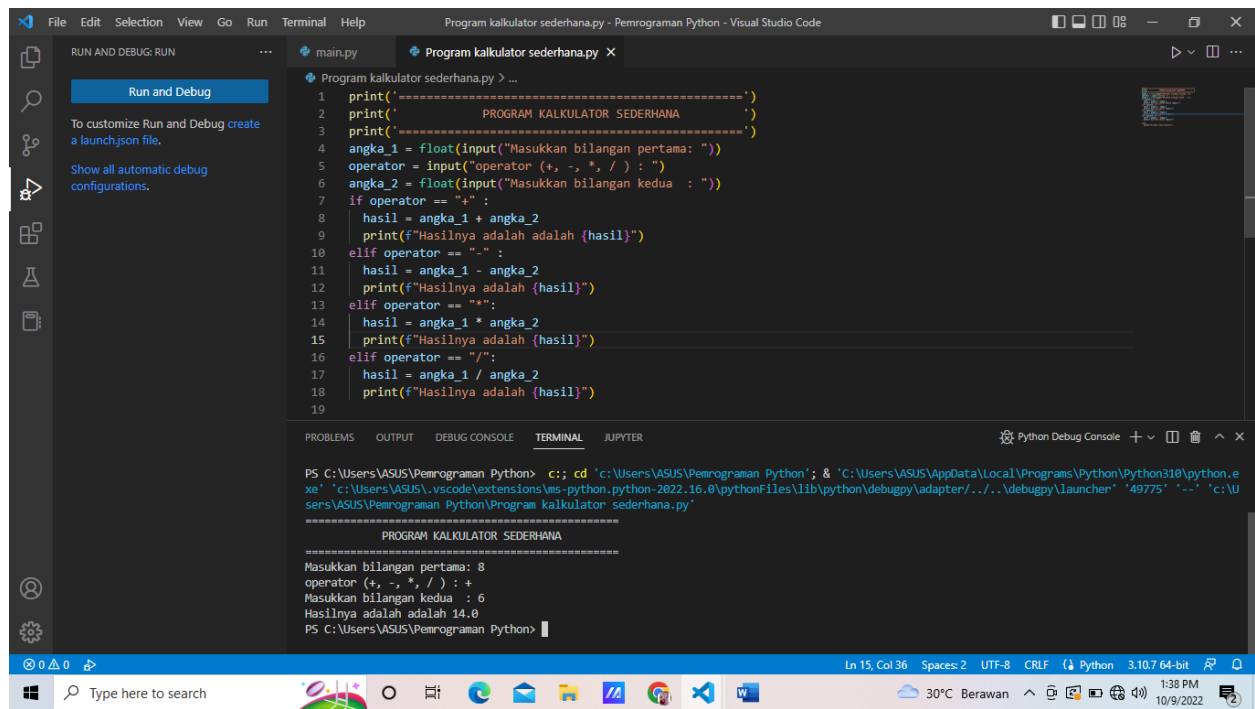 File Edit Selection View Go Run Terminal Help
Program kalkulator sederhana.py - Pemrograman Python - Visual Studio Code
RUN AND DEBUG: RUN
Run and Debug
To customize Run and Debug create
a launch.json file.
Show all automatic debug
configurations.
main.py
Program kalkulator sederhana.py
Program kalkulator sederhana.py > ...
1 print('=================================================')
2 print('            PROGRAM KALKULATOR SEDERHANA         ')
3 print('=================================================')
4 angka_1 = float(input("Masukkan bilangan pertama: "))
5 operator = input("operator (+, -, *, / ) : ")
6 angka_2 = float(input("Masukkan bilangan kedua  : "))
7 if operator == "+" :
8   hasil = angka_1 + angka_2
9   print(f"Hasilnya adalah adalah {hasil}")
10 elif operator == "-" :
11   hasil = angka_1 - angka_2
12   print(f"Hasilnya adalah {hasil}")
13 elif operator == "*":
14   hasil = angka_1 * angka_2
15   print(f"Hasilnya adalah {hasil}")
16 elif operator == "/":
17   hasil = angka_1 / angka_2
18   print(f"Hasilnya adalah {hasil}")
19
PROBLEMS OUTPUT DEBUG CONSOLE TERMINAL JUPYTER
Python Debug Console
PS C:\Users\ASUS\Pemrograman Python>  c:; cd 'c:\Users\ASUS\Pemrograman Python'; & 'C:\Users\ASUS\AppData\Local\Programs\Python\Python310\python.e
xe' 'c:\Users\ASUS\.vscode\extensions\ms-python.python-2022.16.0\pythonFiles\lib\python\debugpy\adapter/../..\debugpy\launcher' '49775' '--' 'c:\U
sers\ASUS\Pemrograman Python\Program kalkulator sederhana.py'
=================================================
            PROGRAM KALKULATOR SEDERHANA
=================================================
Masukkan bilangan pertama: 8
operator (+, -, *, / ) : +
Masukkan bilangan kedua  : 6
Hasilnya adalah adalah 14.0
PS C:\Users\ASUS\Pemrograman Python>
0 0
Ln 15, Col 36 Spaces: 2 UTF-8 CRLF Python 3.10.7 64-bit
Type here to search
30°C Berawan
1:38 PM
10/9/2022
2